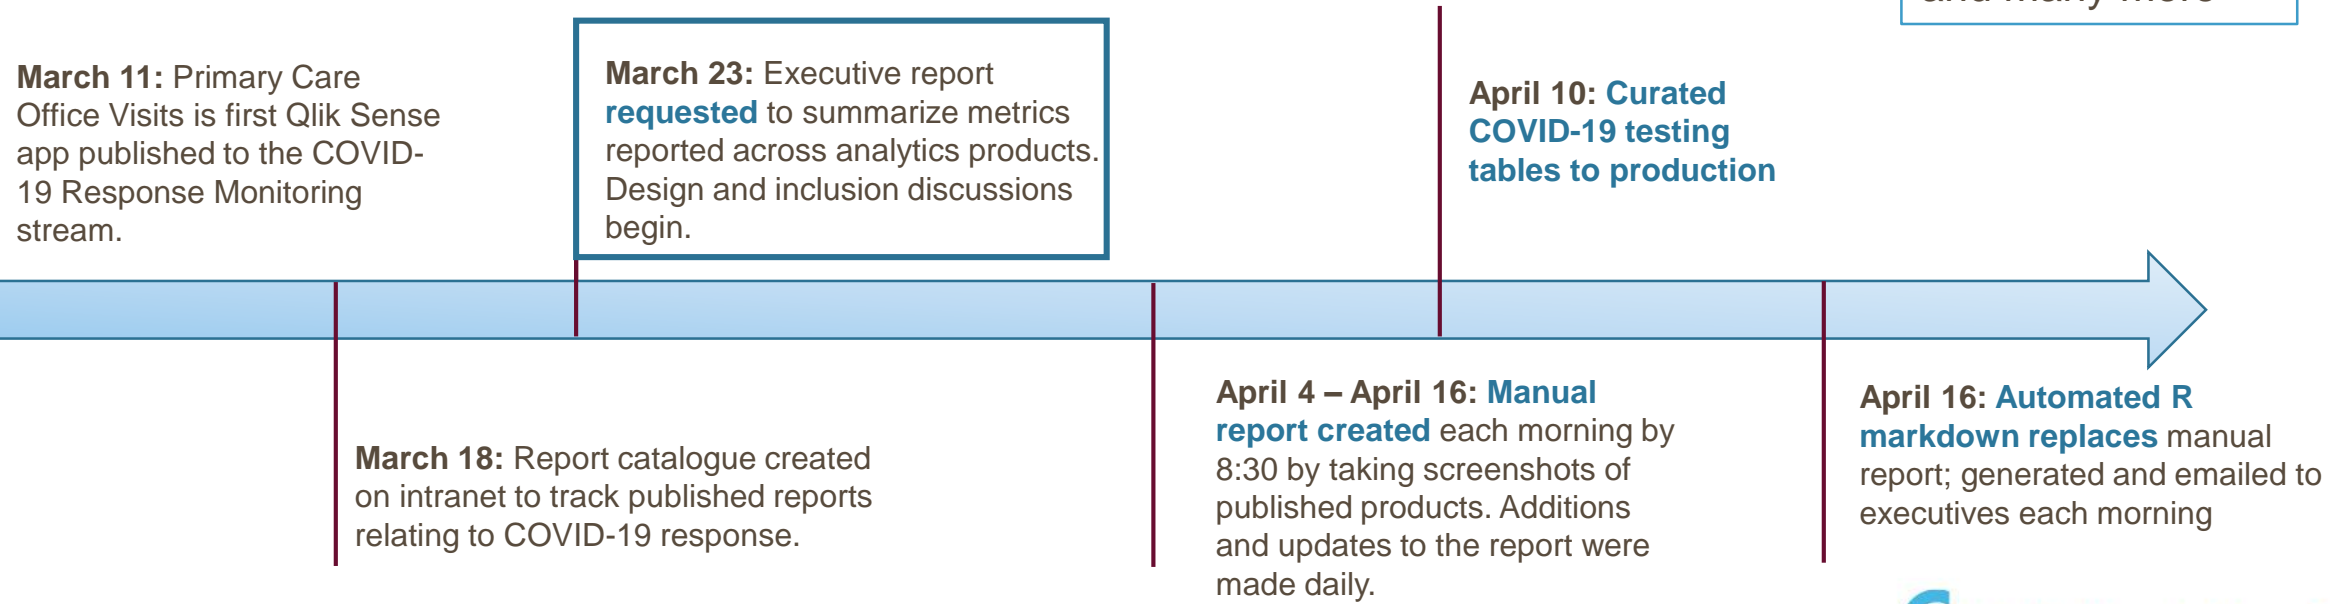 and many more
March 11: Primary Care
Office Visits is first Qlik Sense
app published to the COVID-
19 Response Monitoring
stream.
March 23: Executive report
requested to summarize metrics
reported across analytics products.
Design and inclusion discussions
begin.
April 10: Curated
COVID-19 testing
tables to production
March 18: Report catalogue created
on intranet to track published reports
relating to COVID-19 response.
April 4 – April 16: Manual
report created each morning by
8:30 by taking screenshots of
published products. Additions
and updates to the report were
made daily.
April 16: Automated R
markdown replaces manual
report; generated and emailed to
executives each morning